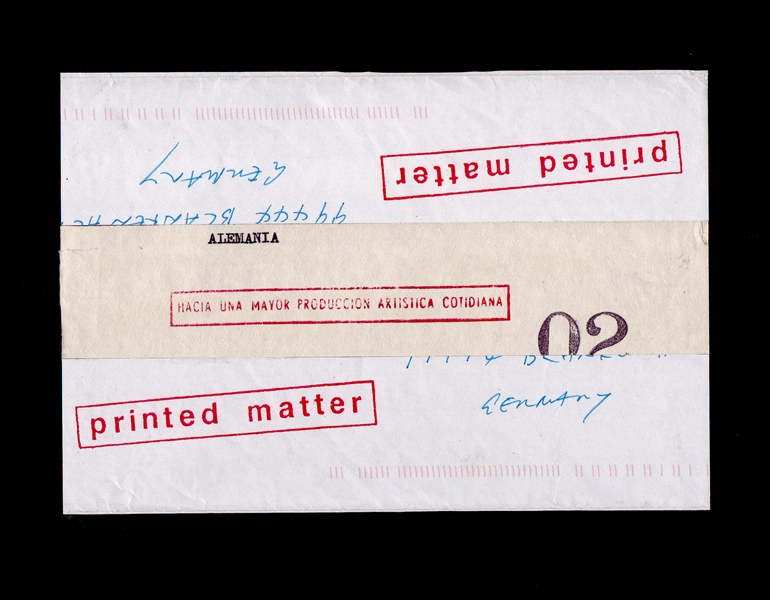 printed matter
GERMANY
ALEMANIA
HACIA UNA MAYOR PRODUCCION ARTISTICA COTIDIANA
02
GERMANY
printed matter